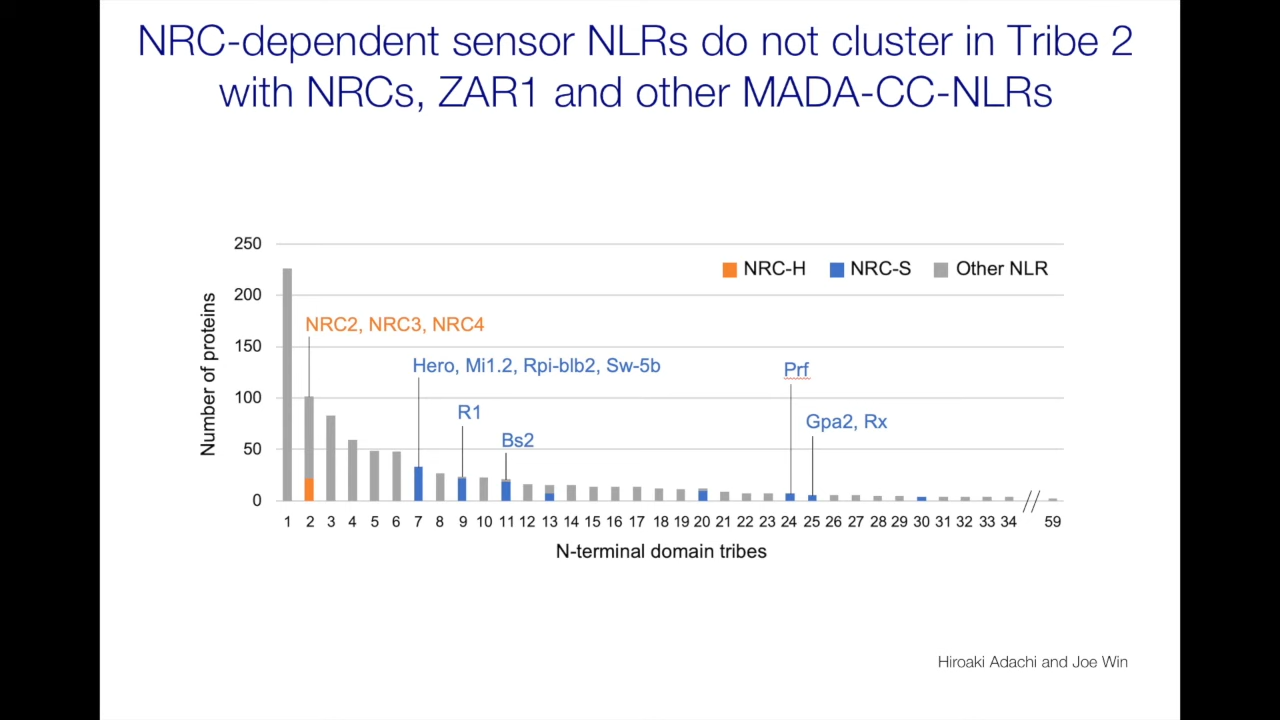 NRC-dependent sensor NLRs do not cluster in Tribe 2
with NRCs, ZAR1 and other MADA-CC-NLRs
250
200
150
100
50
0
Number of proteins
NRC-H NRC-S Other NLR
NRC2, NRC3, NRC4
Hero, Mi1.2, Rpi-blb2, Sw-5b
Prf
R1
Gpa2, Rx
Bs2
1 2 3 4 5 6 7 8 9 10 11 12 13 14 15 16 17 18 19 20 21 22 23 24 25 26 27 28 29 30 31 32 33 34 // 59
N-terminal domain tribes
Hiroaki Adachi and Joe Win